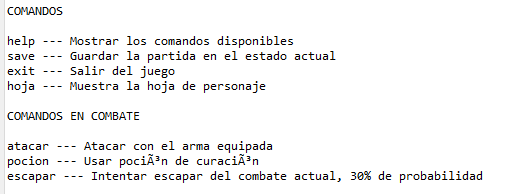 COMANDOS
help --- Mostrar los comandos disponibles
save --- Guardar la partida en el estado actual
exit --- Salir del juego
hoja --- Muestra la hoja de personaje
COMANDOS EN COMBATE
atacar --- Atacar con el arma equipada
pocion --- Usar pociÃ³n de curaciÃ³n
escapar --- Intentar escapar del combate actual, 30% de probabilidad